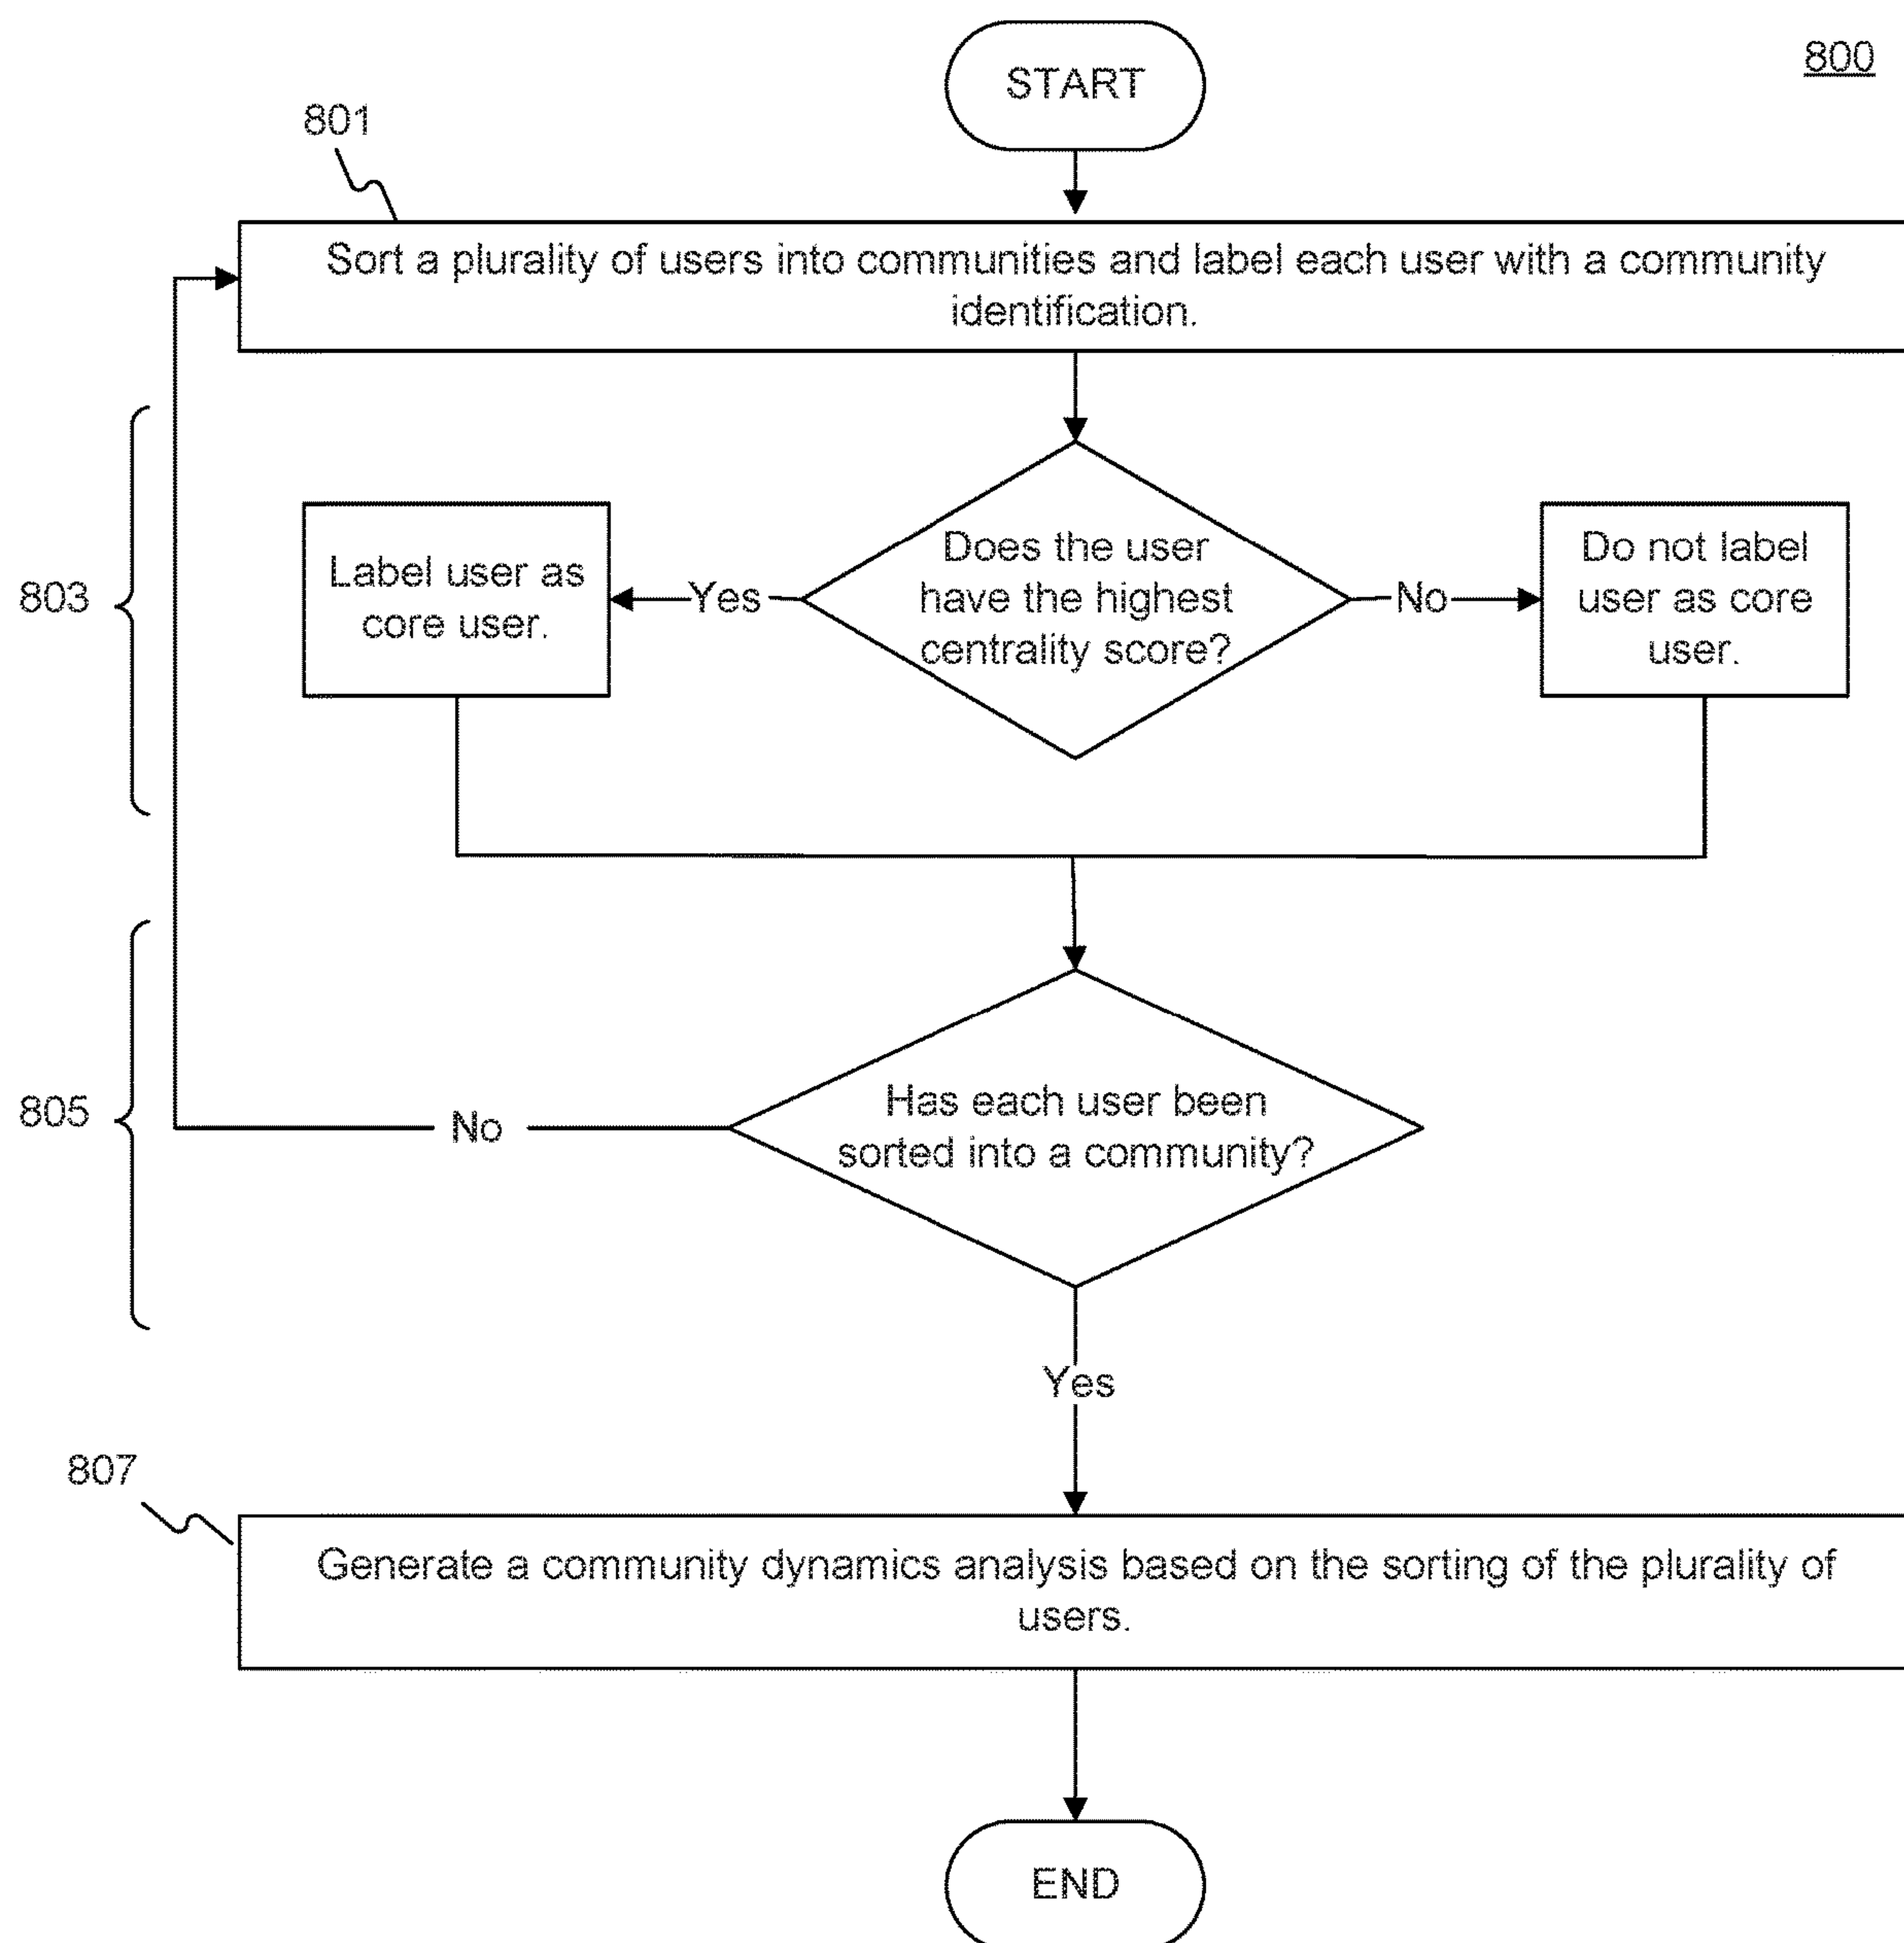 800
START
801
Sort a plurality of users into communities and label each user with a community
identification.
803
Label user as
core user.
Yes
Does the user
have the highest
centrality score?
No
Do not label
user as core
user.
805
No
Has each user been
sorted into a community?
Yes
807
Generate a community dynamics analysis based on the sorting of the plurality of
users.
END